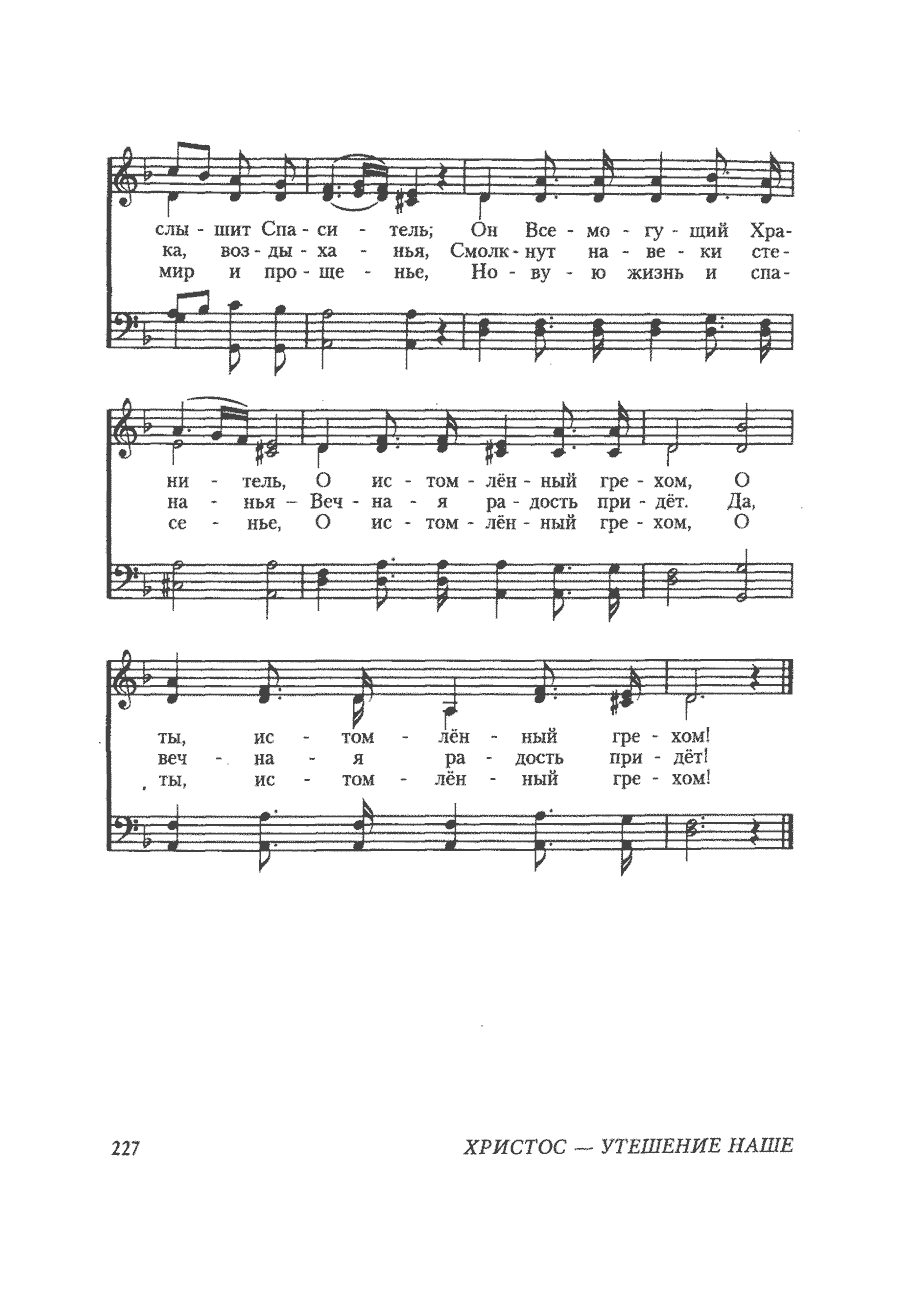 слы - шит Спа - си - тель; Он Все - мо - гу - щий Хра-
ка, воз - ды - ха - нья, Смолк - нут на - ве - ки сте-
мир и про - ще - нье, Но - ву - ю жизнь и спа-
ни - тель, О ис - том - лён - ный гре - хом, О
на - нья – Веч - на - я ра - дость при - дёт. Да,
се - нье, О ис - том - лён - ный гре - хом, О
ты, ис - том - лён - ный гре - хом!
веч - на - я ра - дость при - дёт!
ты, ис - том - лён - ный гре - хом!
227 ХРИСТОС — УТЕШЕНИЕ НАШЕ